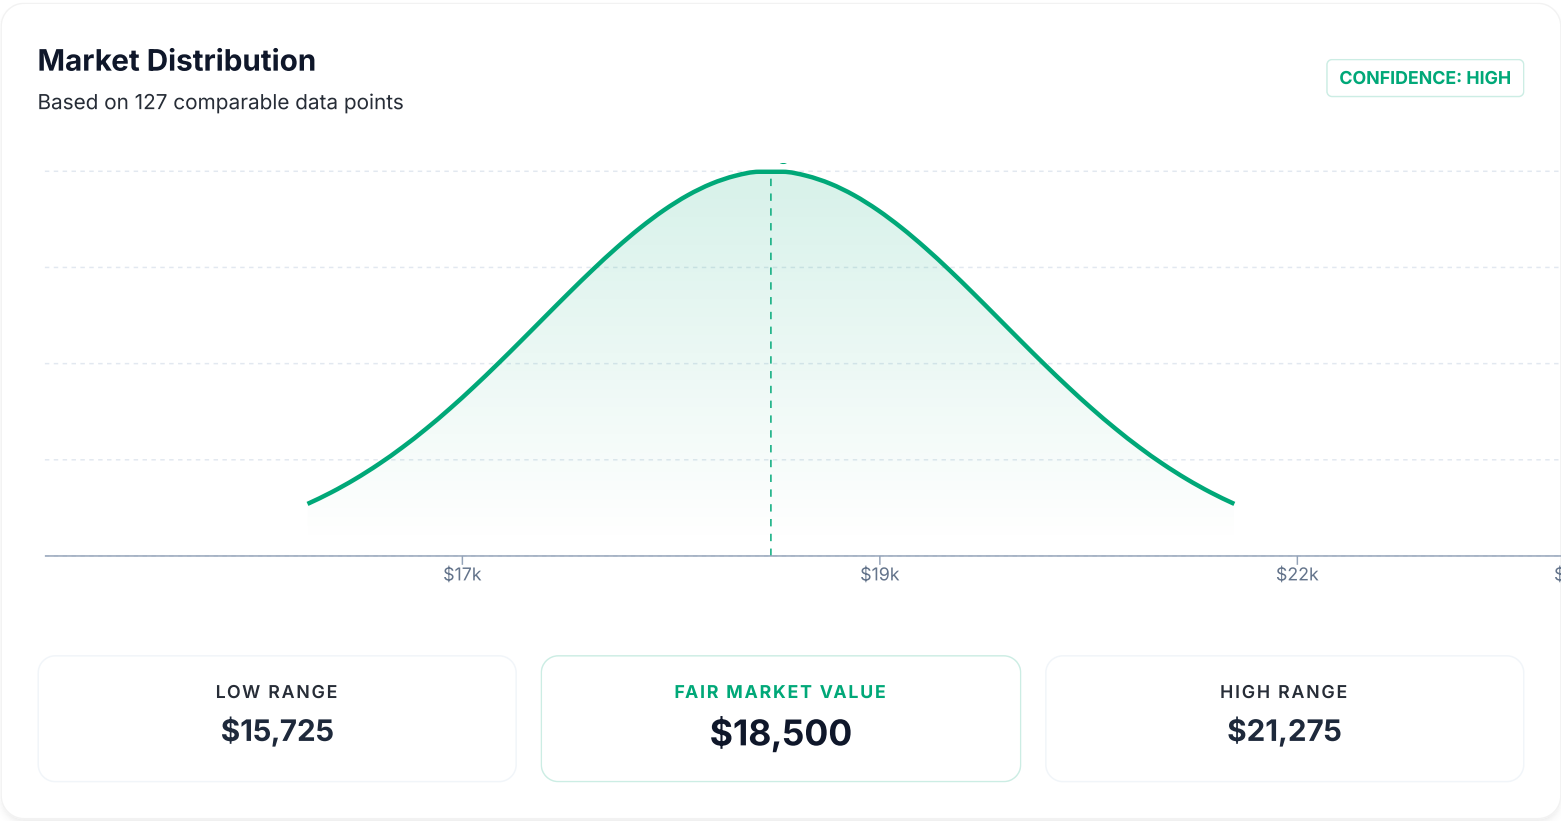 Market Distribution
Based on 127 comparable data points
CONFIDENCE: HIGH
$17k
$19k
$22k
$
LOW RANGE
$15,725
FAIR MARKET VALUE
$18,500
HIGH RANGE
$21,275